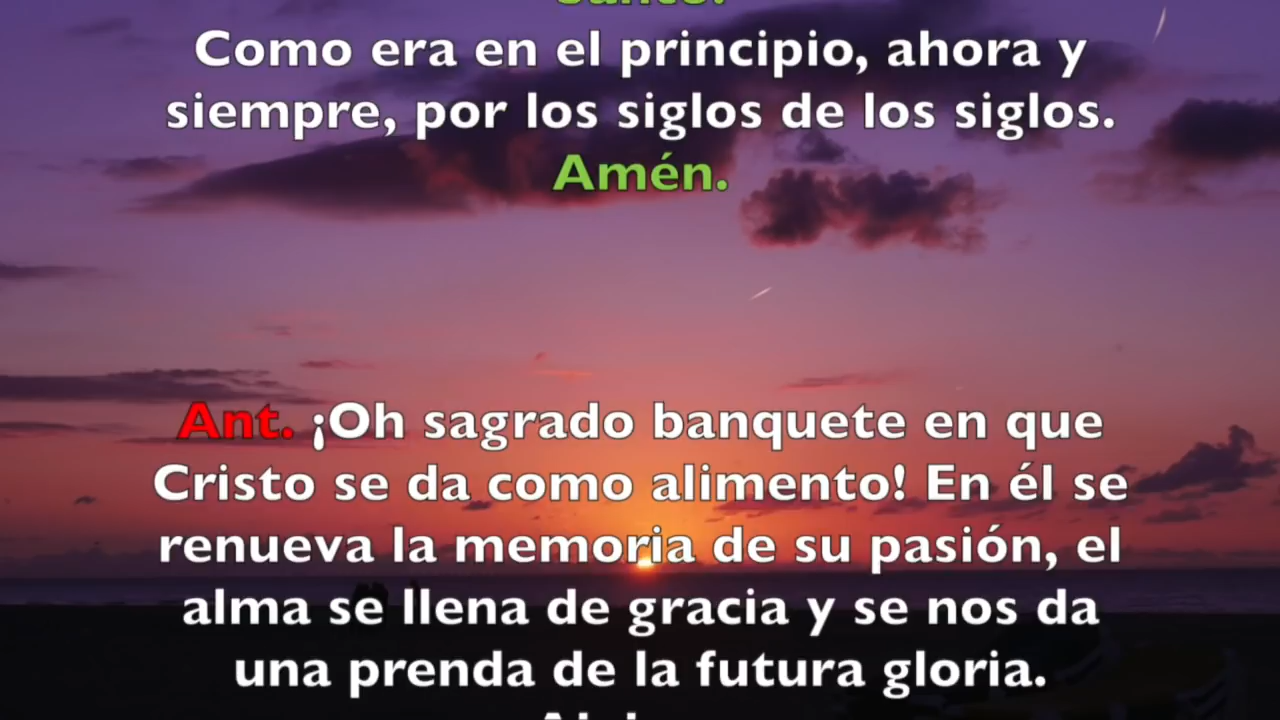 Santo.
Como era en el principio, ahora y
siempre, por los siglos de los siglos.
Amén.
Ant. ¡Oh sagrado banquete en que
Cristo se da como alimento! En él se
renueva la memoria de su pasión, el
alma se llena de gracia y se nos da
una prenda de la futura gloria.